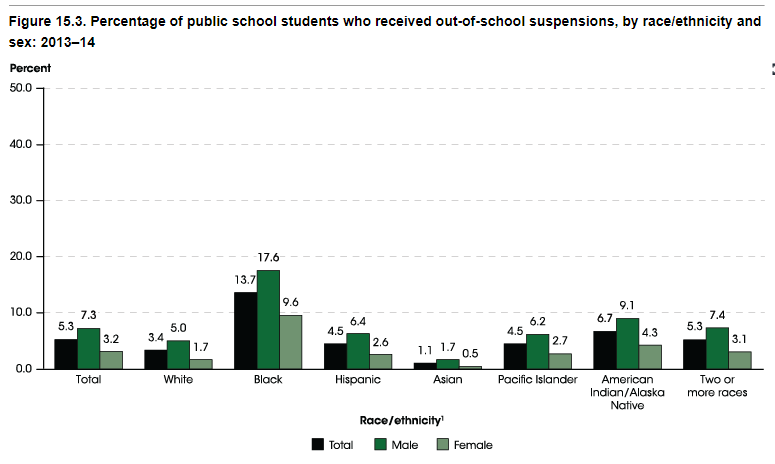 Figure 15.3. Percentage of public school students who received out-of-school suspensions, by race/ethnicity and
sex: 2013–14
Percent
50.0
40.0
30.0
20.0
10.0
0.0
5.3 7.3 3.2
3.4 5.0 1.7
13.7 17.6 9.6
4.5 6.4 2.6
1.1 1.7 0.5
4.5 6.2 2.7
6.7 9.1 4.3
5.3 7.4 3.1
Total
White
Black
Hispanic
Asian
Pacific Islander
American
Indian/Alaska
Native
Two or
more races
Race/ethnicity¹
Total Male Female